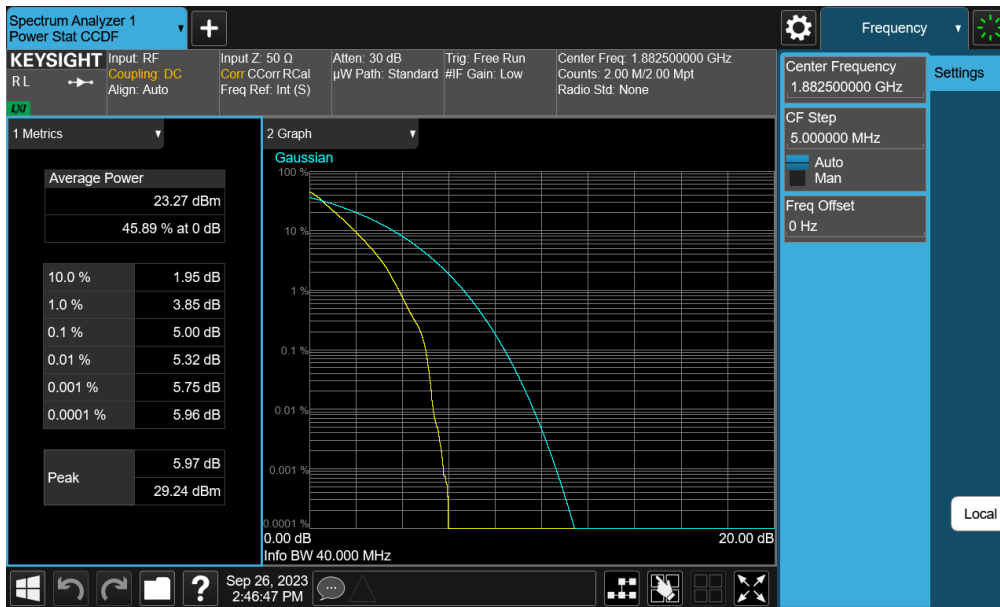 Spectrum Analyzer 1
Power Stat CCDF
+
Frequency
KEYSIGHT
RL
LXI
Input: RF
Coupling: DC
Align: Auto
Input Z: 50 Ω
Corr CCorr RCal
Freq Ref: Int (S)
Atten: 30 dB
µW Path: Standard
Trig: Free Run
#IF Gain: Low
Center Freq: 1.882500000 GHz
Counts: 2.00 M/2.00 Mpt
Radio Std: None
Center Frequency
1.882500000 GHz
Settings
CF Step
5.000000 MHz
Auto
Man
Freq Offset
0 Hz
Local
1 Metrics
Average Power
23.27 dBm
45.89 % at 0 dB
10.0 % 1.95 dB
1.0 % 3.85 dB
0.1 % 5.00 dB
0.01 % 5.32 dB
0.001 % 5.75 dB
0.0001 % 5.96 dB
Peak
5.97 dB
29.24 dBm
2 Graph
Gaussian
100 %
10 %
1 %
0.1 %
0.01 %
0.001 %
0.0001 %
0.00 dB 20.00 dB
Info BW 40.000 MHz
?
Sep 26, 2023
2:46:47 PM